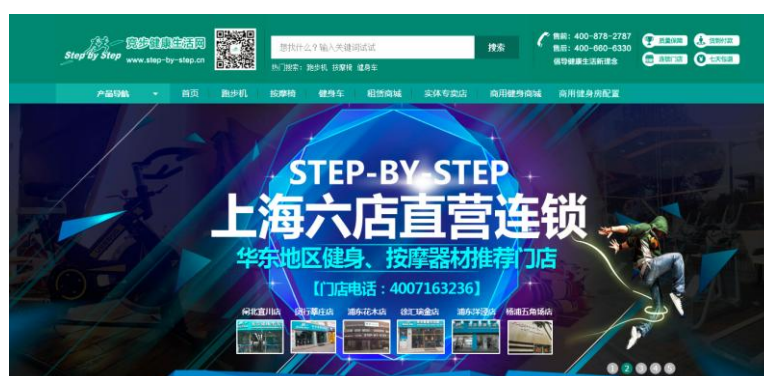 Step by Step
竞步健康生活网
www.step-by-step.cn
想找什么?输入关键词试试
搜索
热门搜索: 跑步机 按摩椅 健身车
售前: 400-878-2787
售后: 400-660-6330
倡导健康生活新理念
质量保障
货到付款
连锁门店
七天包退
产品导航
首页
跑步机
按摩椅
健身车
租赁商城
实体专卖店
商用健身商城
商用健身房配置
STEP-BY-STEP
上海六店直营连锁
华东地区健身、按摩器材推荐门店
【门店电话：4007163236】
闸北宜川店
闵行莘庄店
浦东花木店
徐汇瑞金店
浦东洋泾店
杨浦五角场店
1 2 3 4 5